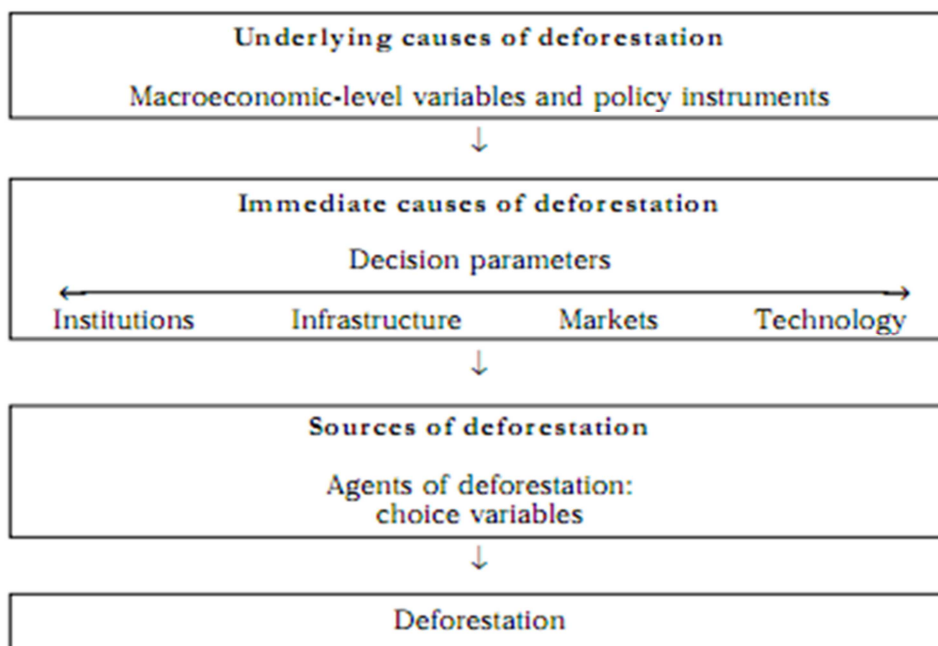 Underlying causes of deforestation
Macroeconomic-level variables and policy instruments
Immediate causes of deforestation
Decision parameters
Institutions Infrastructure Markets Technology
Sources of deforestation
Agents of deforestation:
choice variables
Deforestation